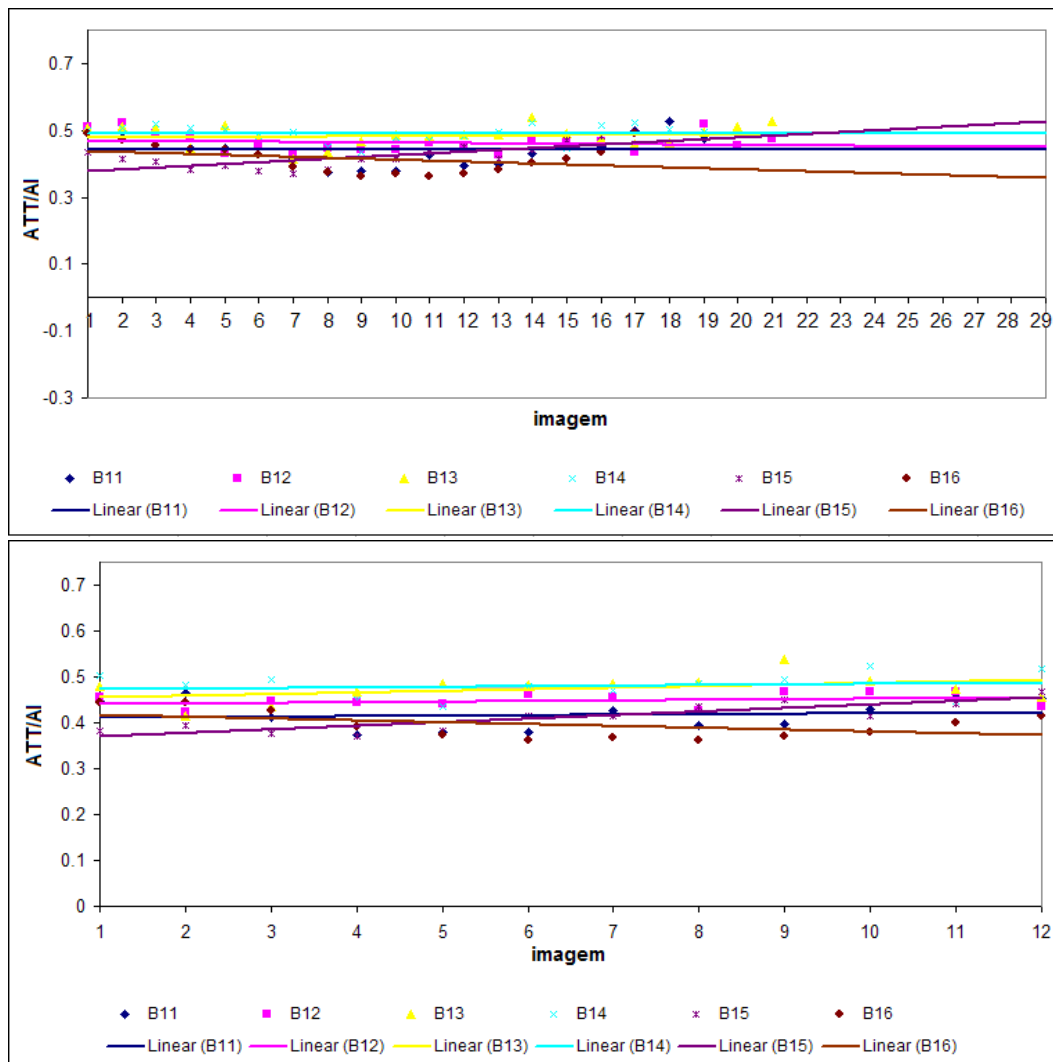 0.7
0.5
0.3
0.1
-0.1
-0.3
ATT/AI
1 2 3 4 5 6 7 8 9 10 11 12 13 14 15 16 17 18 19 20 21 22 23 24 25 26 27 28 29
imagem
B11 B12 B13 B14 B15 B16
Linear (B11) Linear (B12) Linear (B13) Linear (B14) Linear (B15) Linear (B16)
0.7
0.6
0.5
0.4
0.3
0.2
0.1
0
ATT/AI
1 2 3 4 5 6 7 8 9 10 11 12
imagem
B11 B12 B13 B14 B15 B16
Linear (B11) Linear (B12) Linear (B13) Linear (B14) Linear (B15) Linear (B16)